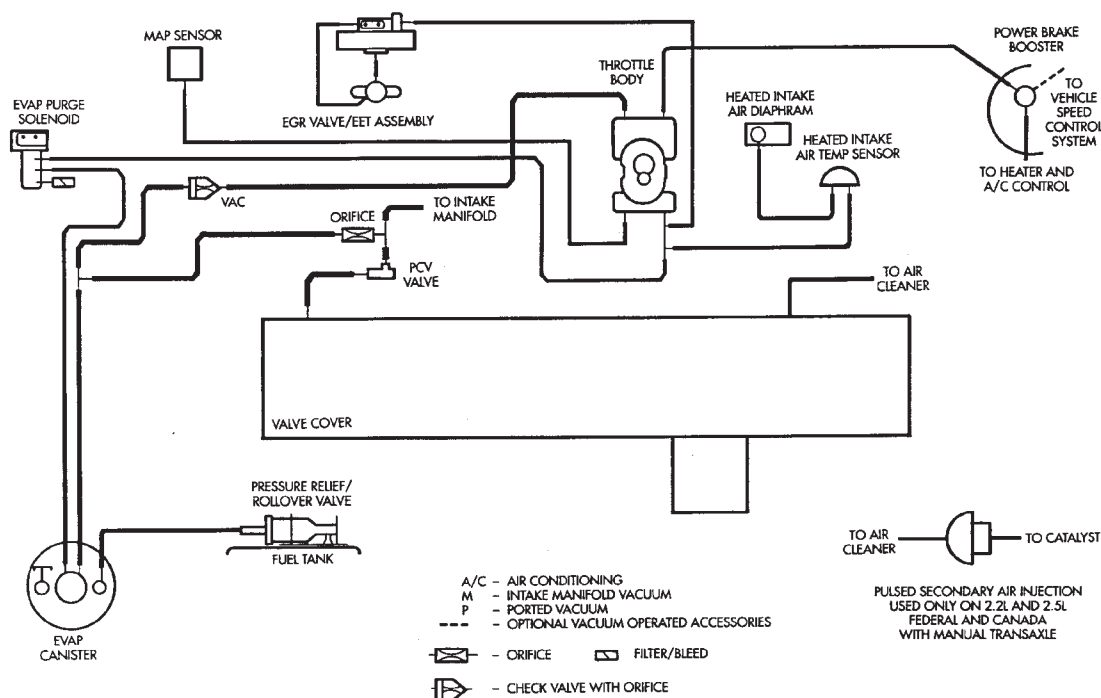 MAP SENSOR
EVAP PURGE
SOLENOID
EGR VALVE/EET ASSEMBLY
THROTTLE
BODY
HEATED INTAKE
AIR DIAPHRAM
HEATED INTAKE
AIR TEMP SENSOR
POWER BRAKE
BOOSTER
TO
VEHICLE
SPEED
CONTROL
SYSTEM
TO HEATER AND
A/C CONTROL
VAC
ORIFICE
TO INTAKE
MANIFOLD
PCV
VALVE
TO AIR
CLEANER
VALVE COVER
PRESSURE RELIEF/
ROLLOVER VALVE
FUEL TANK
EVAP
CANISTER
TO AIR
CLEANER
TO CATALYST
PULSED SECONDARY AIR INJECTION
USED ONLY ON 2.2L AND 2.5L
FEDERAL AND CANADA
WITH MANUAL TRANSAXLE
A/C - AIR CONDITIONING
M - INTAKE MANIFOLD VACUUM
P - PORTED VACUUM
- OPTIONAL VACUUM OPERATED ACCESSORIES
- ORIFICE
FILTER/BLEED
- CHECK VALVE WITH ORIFICE